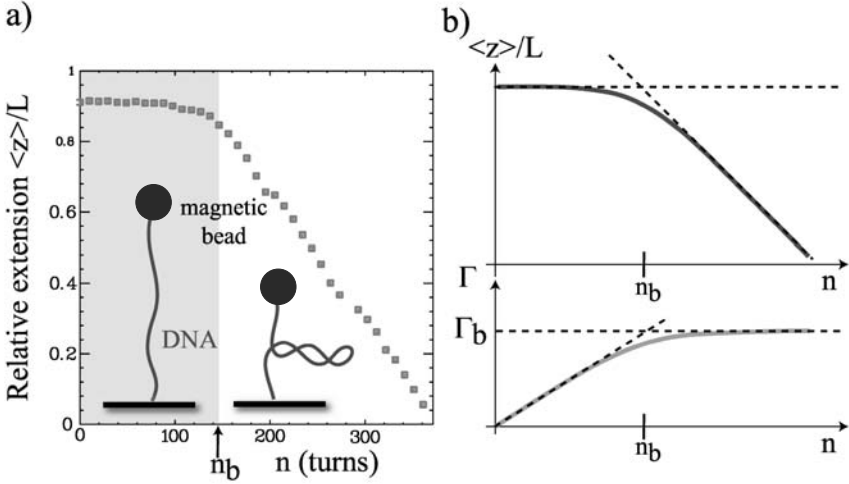 a)
Relative extension <z>/L
1
0.8
0.6
0.4
0.2
0
magnetic
bead
DNA
0
100
200
300
n_b
n (turns)
b)
<z>/L
n_b
n
Γ
Γ_b
n_b
n